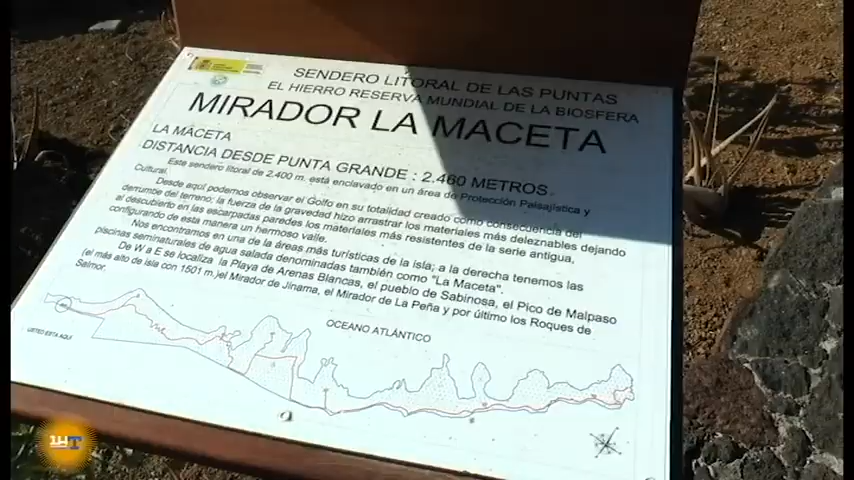 SENDERO LITORAL DE LAS PUNTAS
EL HIERRO RESERVA MUNDIAL DE LA BIOSFERA
MIRADOR LA MACETA
LA MACETA
DISTANCIA DESDE PUNTA GRANDE : 2.460 METROS.
Este sendero litoral de 2.400 m. está enclavado en un área de Protección Paisajística y
Cultural.
Desde aquí podemos observar el Golfo en su totalidad creado como consecuencia del
derrumbe del terreno; la fuerza de la gravedad hizo arrastrar los materiales más deleznables dejando
al descubierto en las escarpadas paredes los materiales más resistentes de la serie antigua,
configurando de esta manera un hermoso valle.
Nos encontramos en una de la áreas más turísticas de la isla; a la derecha tenemos las
piscinas seminaturales de agua salada denominadas también como "La Maceta".
De W a E se localiza la Playa de Arenas Blancas, el pueblo de Sabinosa, el Pico de Malpaso
(el más alto de isla con 1501 m.),el Mirador de Jinama, el Mirador de La Peña y por último los Roques de
Salmor.
OCEANO ATLÁNTICO
USTED ESTA AQUI
1HT